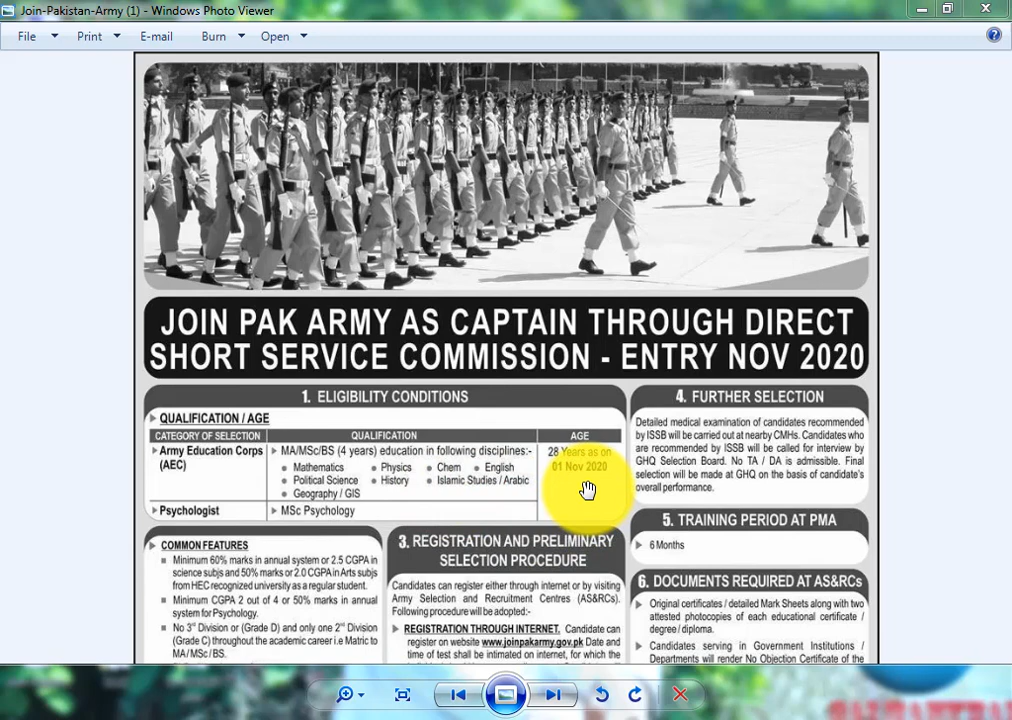 Join-Pakistan-Army (1) - Windows Photo Viewer
File Print E-mail Burn Open
JOIN PAK ARMY AS CAPTAIN THROUGH DIRECT
SHORT SERVICE COMMISSION - ENTRY NOV 2020
1. ELIGIBILITY CONDITIONS
QUALIFICATION / AGE
CATEGORY OF SELECTION QUALIFICATION AGE
Army Education Corps
(AEC)
MA/MSc/BS (4 years) education in following disciplines:-
Mathematics Physics Chem English
Political Science History Islamic Studies / Arabic
Geography / GIS
28 Years as on
01 Nov 2020
Psychologist MSc Psychology
COMMON FEATURES
Minimum 60% marks in annual system or 2.5 CGPA in
science subjs and 50% marks or 2.0 CGPA in Arts subjs
from HEC recognized university as a regular student.
Minimum CGPA 2 out of 4 or 50% marks in annual
system for Psychology.
No 3rd Division or (Grade D) and only one 2nd Division
(Grade C) throughout the academic career i.e Matric to
MA / MSc / BS.
3. REGISTRATION AND PRELIMINARY
SELECTION PROCEDURE
Candidates can register either through internet or by visiting
Army Selection and Recruitment Centres (AS&RCs).
Following procedure will be adopted:-
REGISTRATION THROUGH INTERNET. Candidate can
register on website www.joinpakarmy.gov.pk Date and
time of test shall be intimated on internet, for which the
4. FURTHER SELECTION
Detailed medical examination of candidates recommended
by ISSB will be carried out at nearby CMHs. Candidates who
are recommended by ISSB will be called for interview by
GHQ Selection Board. No TA / DA is admissible. Final
selection will be made at GHQ on the basis of candidate's
overall performance.
5. TRAINING PERIOD AT PMA
6 Months
6. DOCUMENTS REQUIRED AT AS&RCs
Original certificates / detailed Mark Sheets along with two
attested photocopies of each educational certificate /
degree / diploma.
Candidates serving in Government Institutions /
Departments will render No Objection Certificate of the